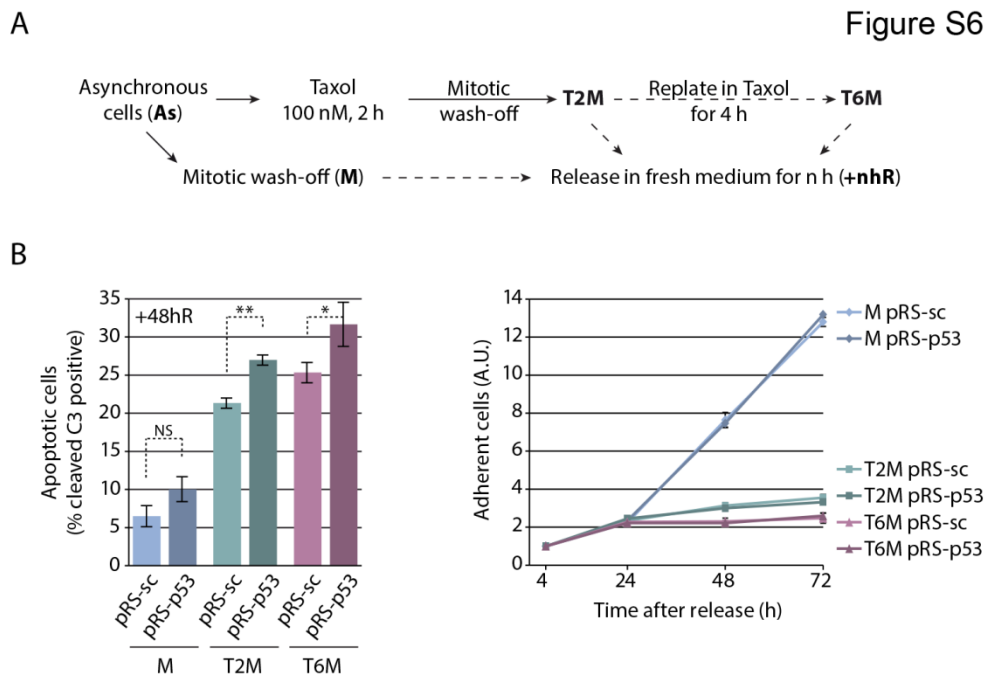 A
Figure S6
Asynchronous
cells (As)
Taxol
100 nM, 2 h
Mitotic
wash-off
T2M
Replate in Taxol
for 4 h
T6M
Mitotic wash-off (M)
Release in fresh medium for n h (+nhR)
B
Apoptotic cells
(% cleaved C3 positive)
35
30
25
20
15
10
5
0
+48hR
NS
**
*
pRS-sc
pRS-p53
pRS-sc
pRS-p53
pRS-sc
pRS-p53
M
T2M
T6M
Adherent cells (A.U.)
14
12
10
8
6
4
2
0
4
24
48
72
Time after release (h)
M pRS-sc
M pRS-p53
T2M pRS-sc
T2M pRS-p53
T6M pRS-sc
T6M pRS-p53